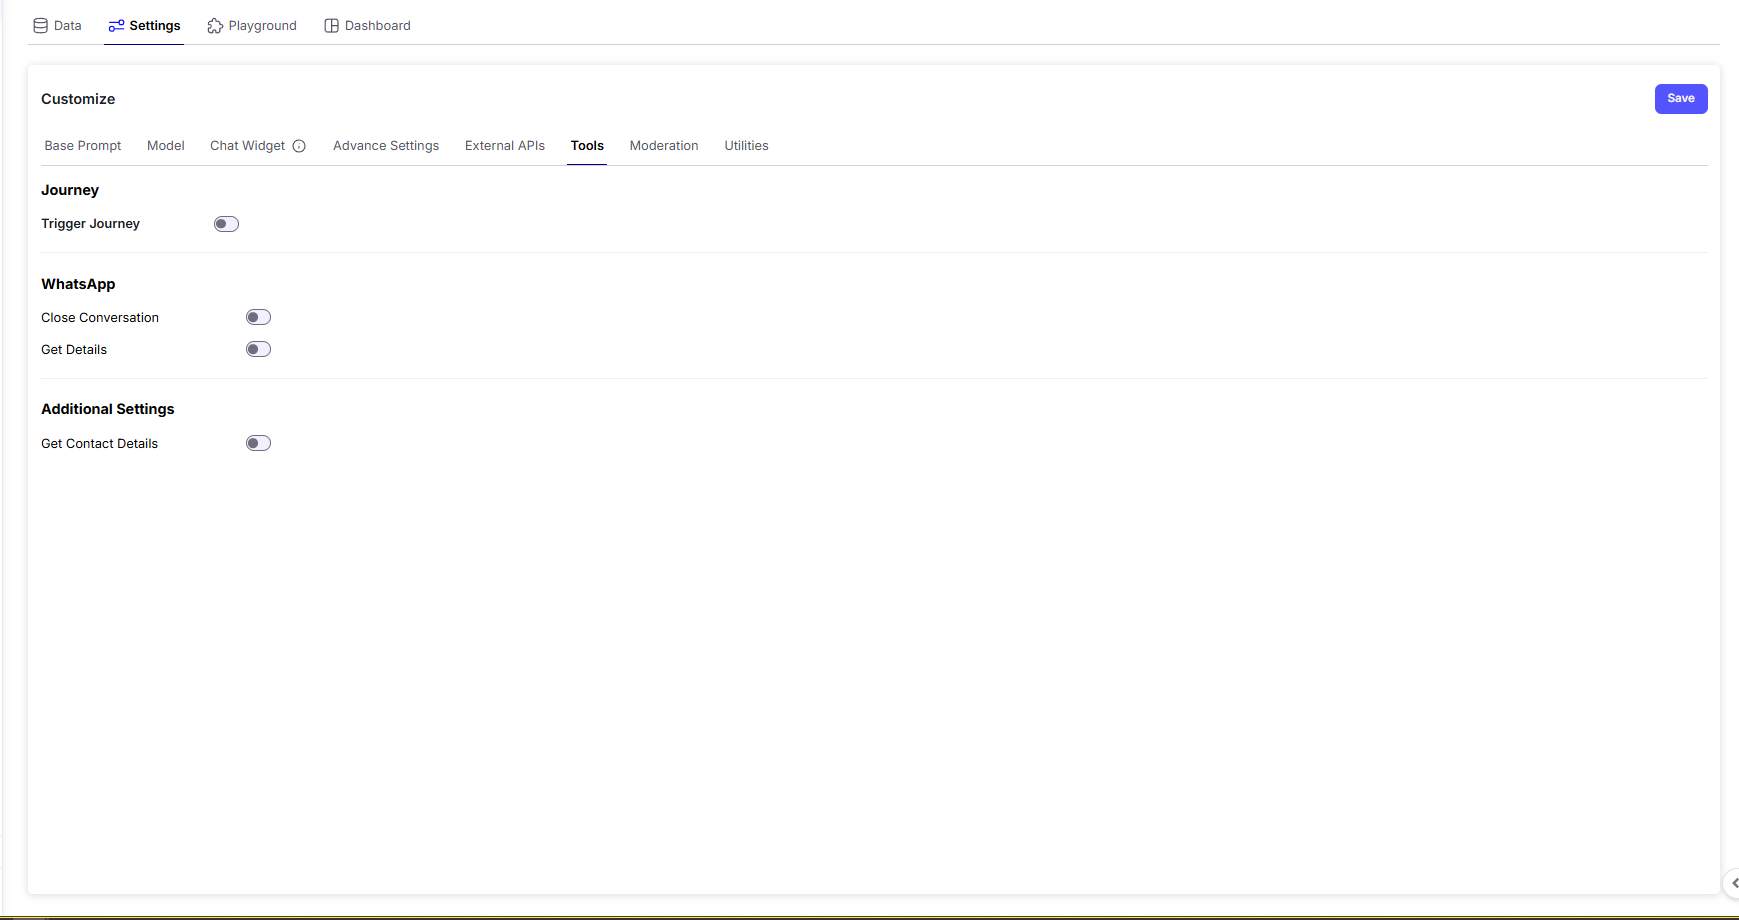 Data Settings Playground Dashboard
Customize Save
Base Prompt Model Chat Widget Advance Settings External APIs Tools Moderation Utilities
Journey
Trigger Journey
WhatsApp
Close Conversation
Get Details
Additional Settings
Get Contact Details